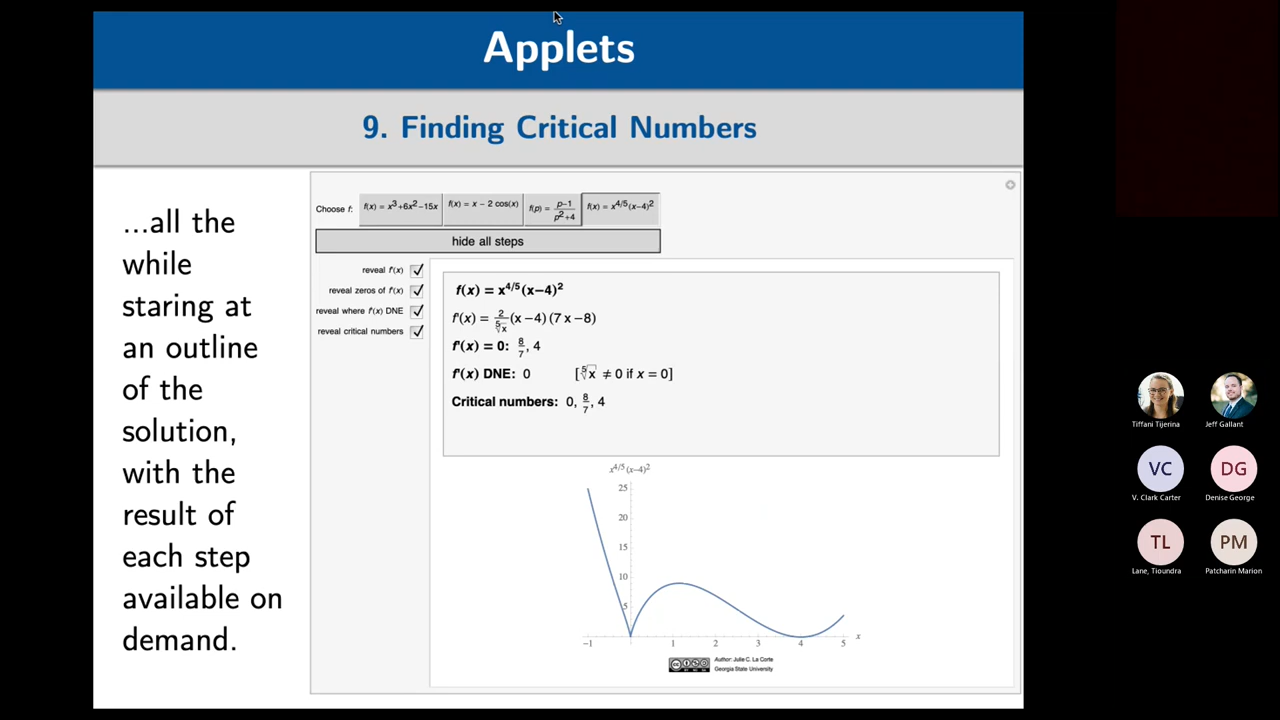 Applets
9. Finding Critical Numbers
...all the
while
staring at
an outline
of the
solution,
with the
result of
each step
available on
demand.
Choose f: f(x) = x³+6x²−15x f(x) = x − 2 cos(x) f(p) = p−1/p²+4 f(x) = x^4/5(x−4)²
hide all steps
reveal f'(x)
reveal zeros of f'(x)
reveal where f'(x) DNE
reveal critical numbers
f(x) = x^4/5(x−4)²
f'(x) = 2/⁵√x (x−4) (7 x−8)
f'(x) = 0: 8/7, 4
f'(x) DNE: 0 [⁵√x ≠ 0 if x = 0]
Critical numbers: 0, 8/7, 4
x^4/5 (x−4)²
25
20
15
10
5
−1 1 2 3 4 5 x
Author: Julie C. La Corte
Georgia State University
Tiffani Tijerina
Jeff Gallant
VC
V. Clark Carter
DG
Denise George
TL
Lane, Tioundra
PM
Patcharin Marion